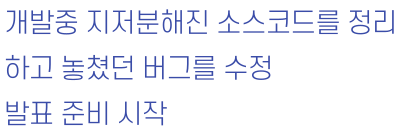 개발중 지저분해진 소스코드를 정리
하고 놓쳤던 버그를 수정
발표 준비 시작